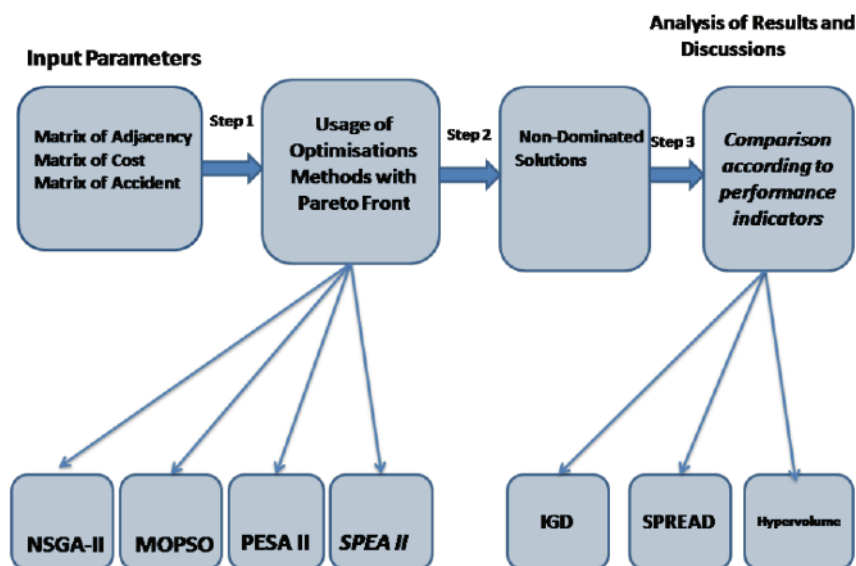 Input Parameters
Analysis of Results and
Discussions
Matrix of Adjacency
Matrix of Cost
Matrix of Accident
Step 1
Usage of
Optimisations
Methods with
Pareto Front
Step 2
Non-Dominated
Solutions
Step 3
Comparison
according to
performance
indicators
NSGA-II
MOPSO
PESA II
SPEA II
IGD
SPREAD
Hypervolume